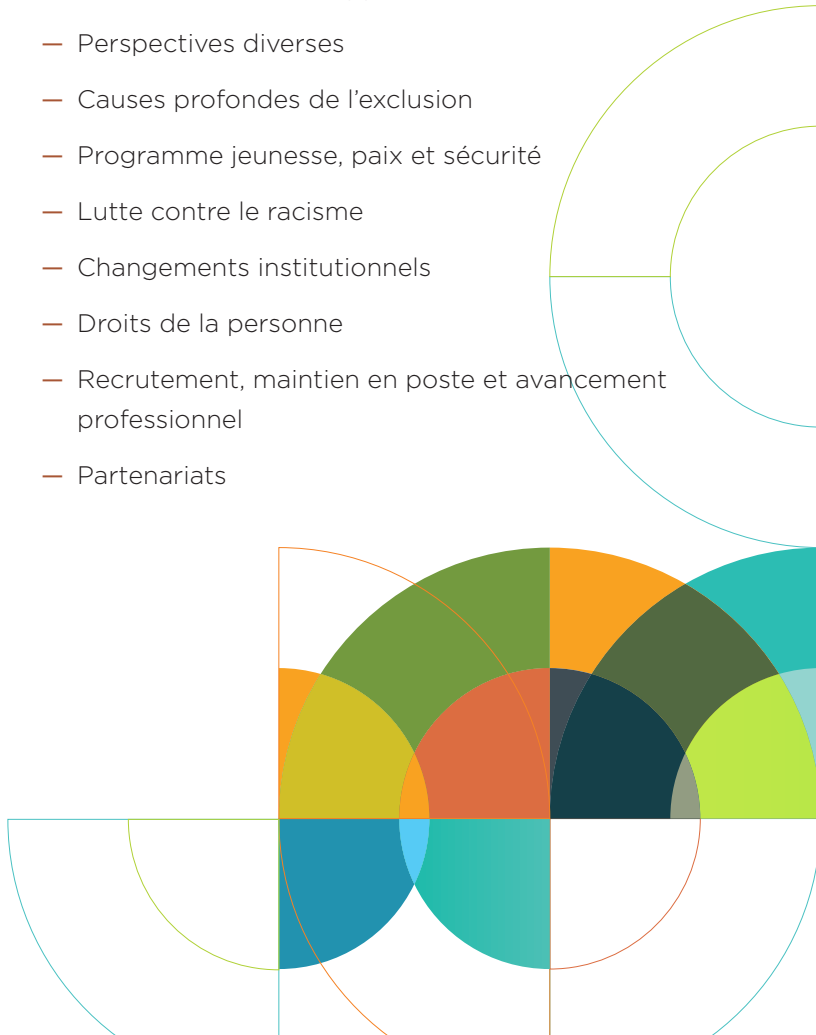 — Perspectives diverses
— Causes profondes de l’exclusion
— Programme jeunesse, paix et sécurité
— Lutte contre le racisme
— Changements institutionnels
— Droits de la personne
— Recrutement, maintien en poste et avancement
professionnel
— Partenariats